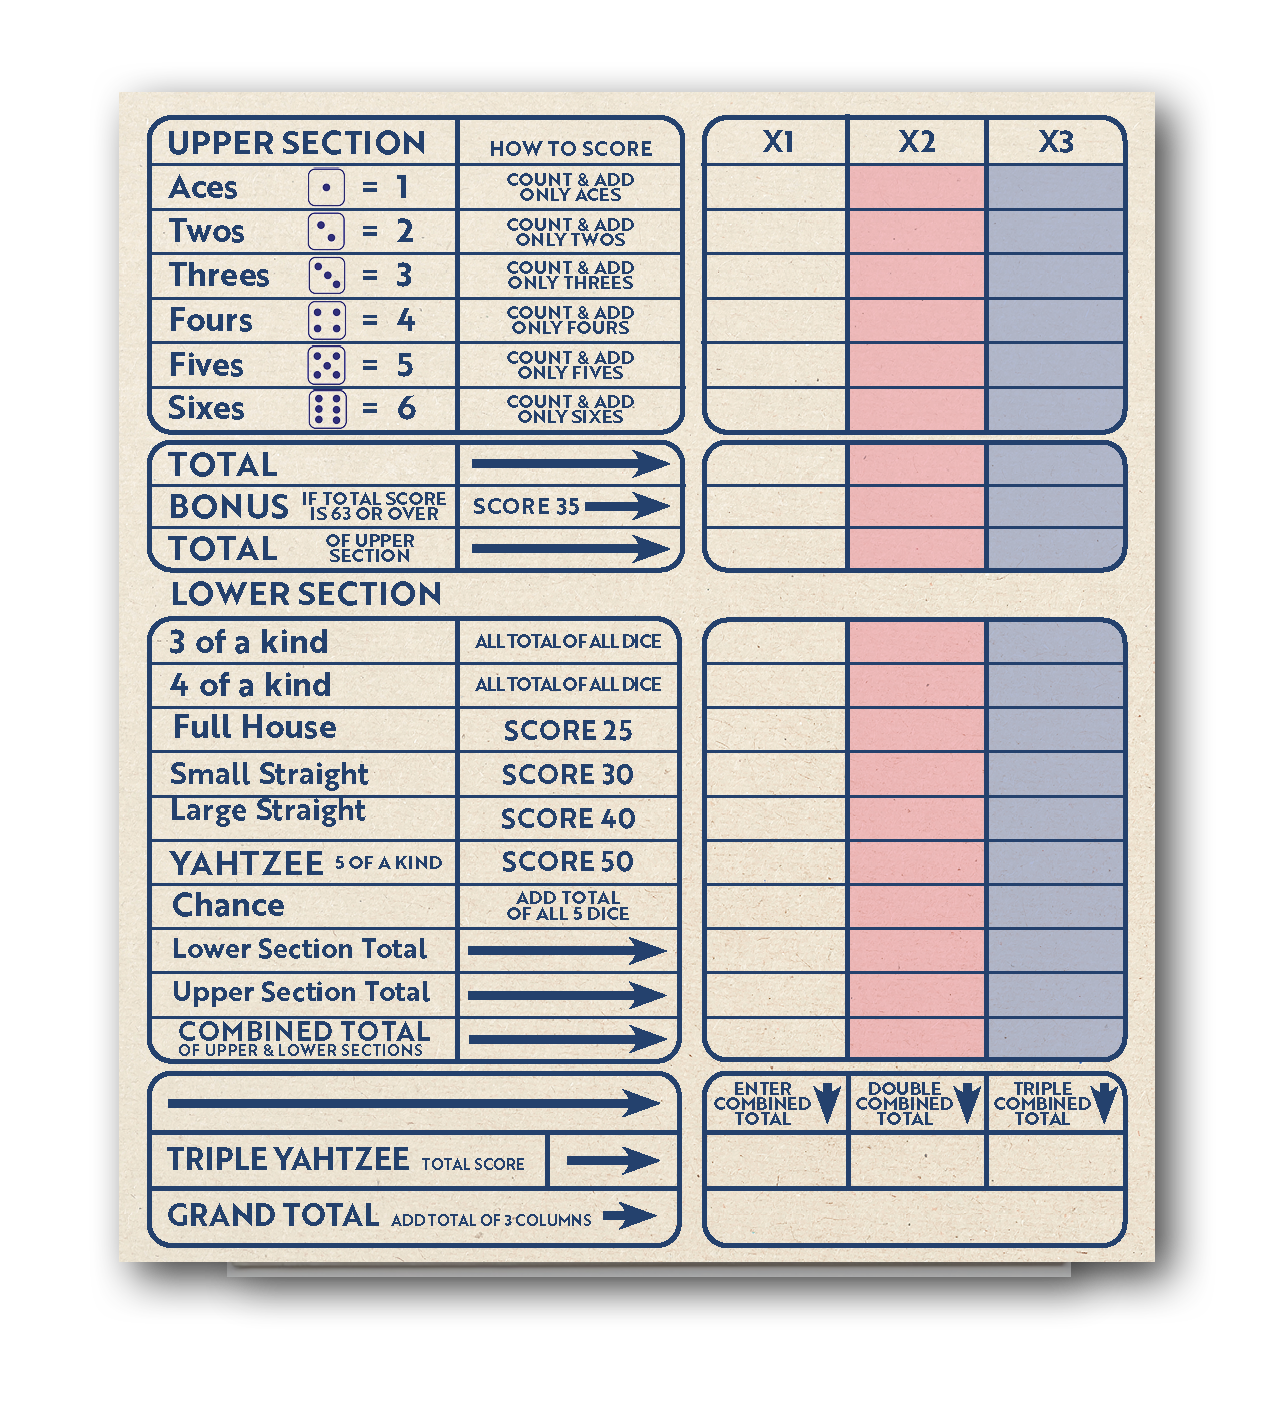 UPPER SECTION HOW TO SCORE X1 X2 X3
Aces = 1 COUNT & ADD
ONLY ACES
Twos = 2 COUNT & ADD
ONLY TWOS
Threes = 3 COUNT & ADD
ONLY THREES
Fours = 4 COUNT & ADD
ONLY FOURS
Fives = 5 COUNT & ADD
ONLY FIVES
Sixes = 6 COUNT & ADD
ONLY SIXES
TOTAL
BONUS IF TOTAL SCORE
IS 63 OR OVER SCORE 35
TOTAL OF UPPER
SECTION
LOWER SECTION
3 of a kind ALL TOTAL OF ALL DICE
4 of a kind ALL TOTAL OF ALL DICE
Full House SCORE 25
Small Straight SCORE 30
Large Straight SCORE 40
YAHTZEE 5 OF A KIND SCORE 50
Chance ADD TOTAL
OF ALL 5 DICE
Lower Section Total
Upper Section Total
COMBINED TOTAL
OF UPPER & LOWER SECTIONS
ENTER
COMBINED
TOTAL
DOUBLE
COMBINED
TOTAL
TRIPLE
COMBINED
TOTAL
TRIPLE YAHTZEE TOTAL SCORE
GRAND TOTAL ADD TOTAL OF 3 COLUMNS